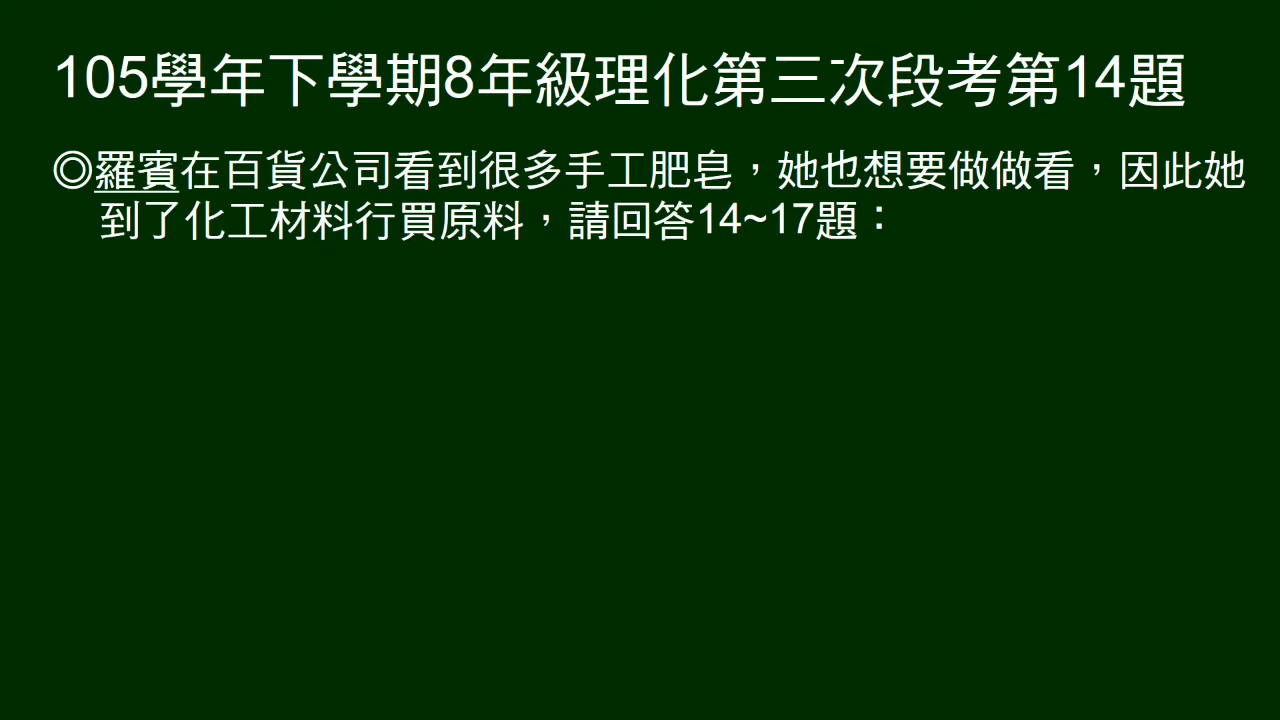 105學年下學期8年級理化第三次段考第14題
◎羅賓在百貨公司看到很多手工肥皂，她也想要做做看，因此她
到了化工材料行買原料，請回答14~17題：